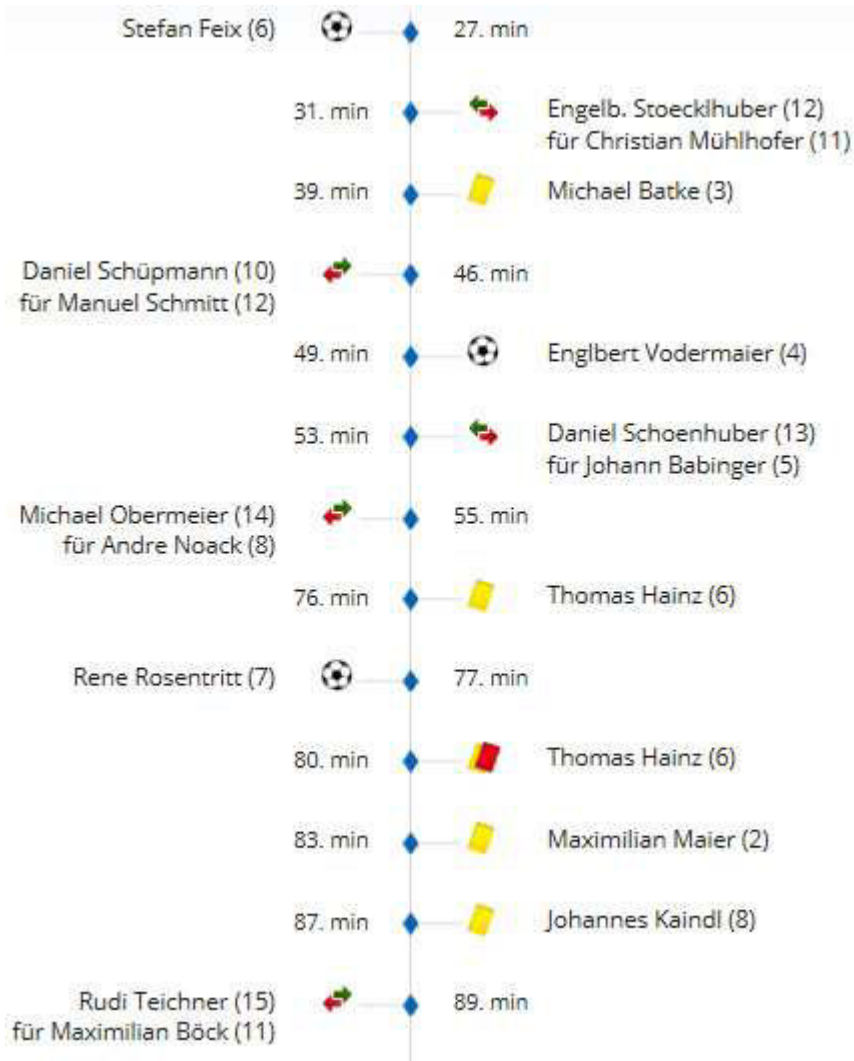 Stefan Feix (6) 27. min
31. min Engelb. Stoecklhuber (12)
für Christian Mühlhofer (11)
39. min Michael Batke (3)
Daniel Schüpmann (10) 46. min
für Manuel Schmitt (12)
49. min Englbert Vodermaier (4)
53. min Daniel Schoenhuber (13)
für Johann Babinger (5)
Michael Obermeier (14) 55. min
für Andre Noack (8)
76. min Thomas Hainz (6)
Rene Rosentritt (7) 77. min
80. min Thomas Hainz (6)
83. min Maximilian Maier (2)
87. min Johannes Kaindl (8)
Rudi Teichner (15) 89. min
für Maximilian Böck (11)